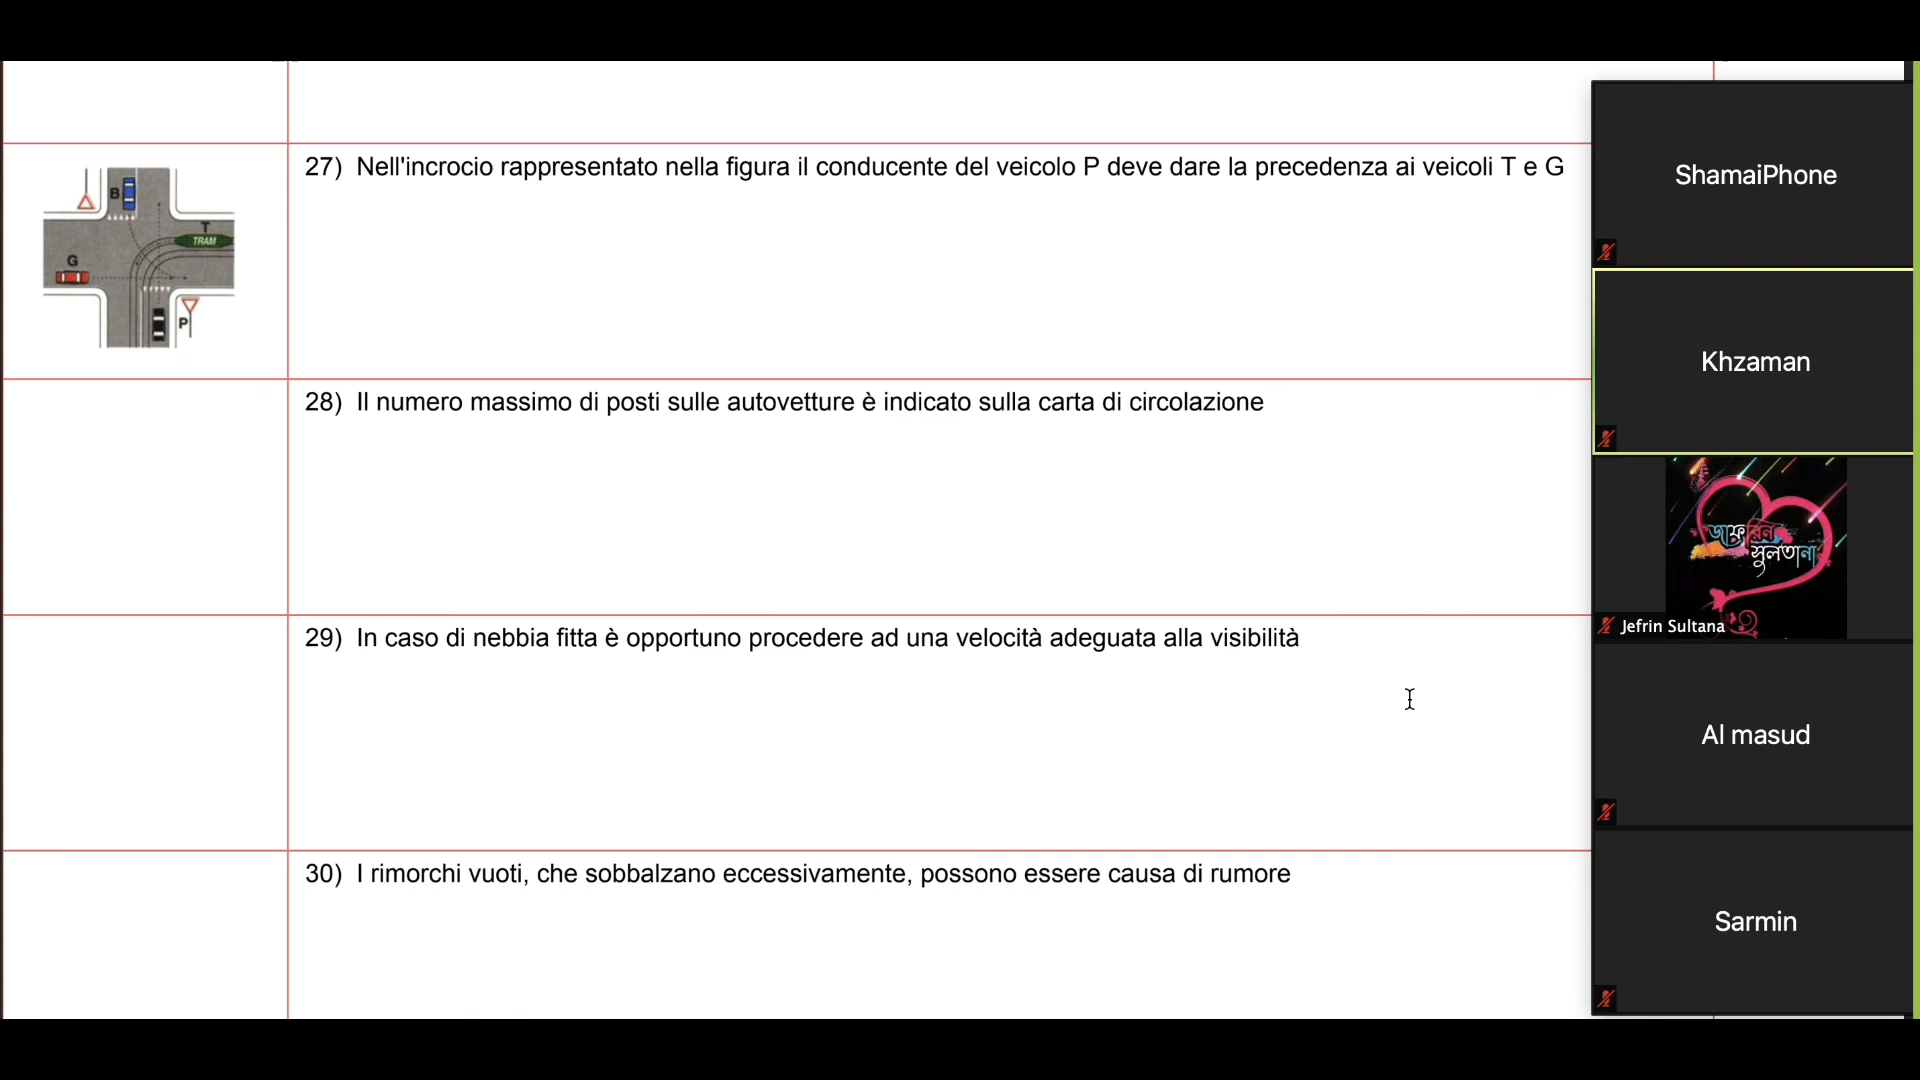 27) Nell'incrocio rappresentato nella figura il conducente del veicolo P deve dare la precedenza ai veicoli T e G
B
T
TRAM
G
P
28) Il numero massimo di posti sulle autovetture è indicato sulla carta di circolazione
29) In caso di nebbia fitta è opportuno procedere ad una velocità adeguata alla visibilità
30) I rimorchi vuoti, che sobbalzano eccessivamente, possono essere causa di rumore
ShamaiPhone
Khzaman
জাফরিন
সুলতানা
Jefrin Sultana
Al masud
Sarmin